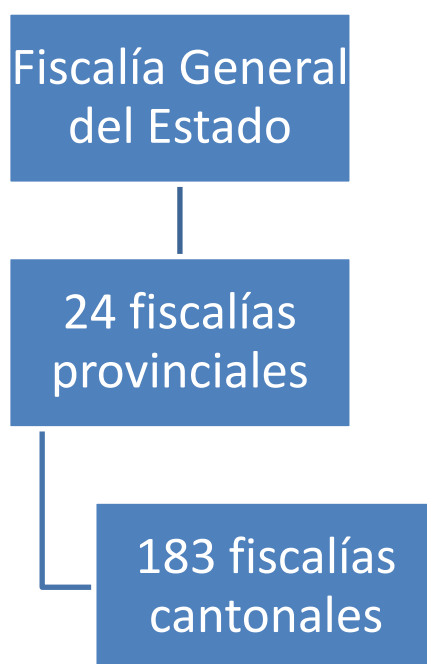 Fiscalía General
del Estado
24 fiscalías
provinciales
183 fiscalías
cantonales